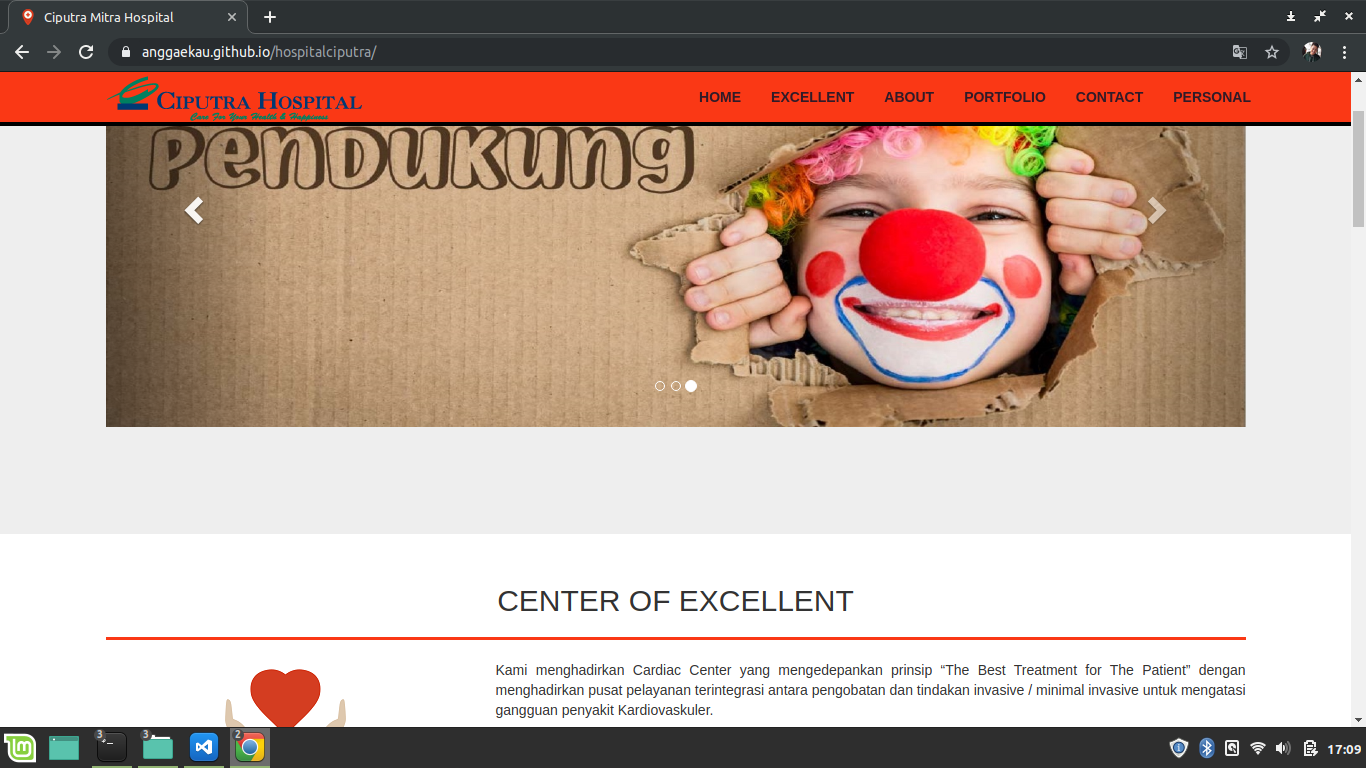 Ciputra Mitra Hospital
anggaekau.github.io/hospitalciputra/
CIPUTRA HOSPITAL
Care For Your Health & Happiness
HOME EXCELLENT ABOUT PORTFOLIO CONTACT PERSONAL
Pendukung
CENTER OF EXCELLENT
Kami menghadirkan Cardiac Center yang mengedepankan prinsip “The Best Treatment for The Patient” dengan
menghadirkan pusat pelayanan terintegrasi antara pengobatan dan tindakan invasive / minimal invasive untuk mengatasi
gangguan penyakit Kardiovaskuler.
3 3 2 17:09